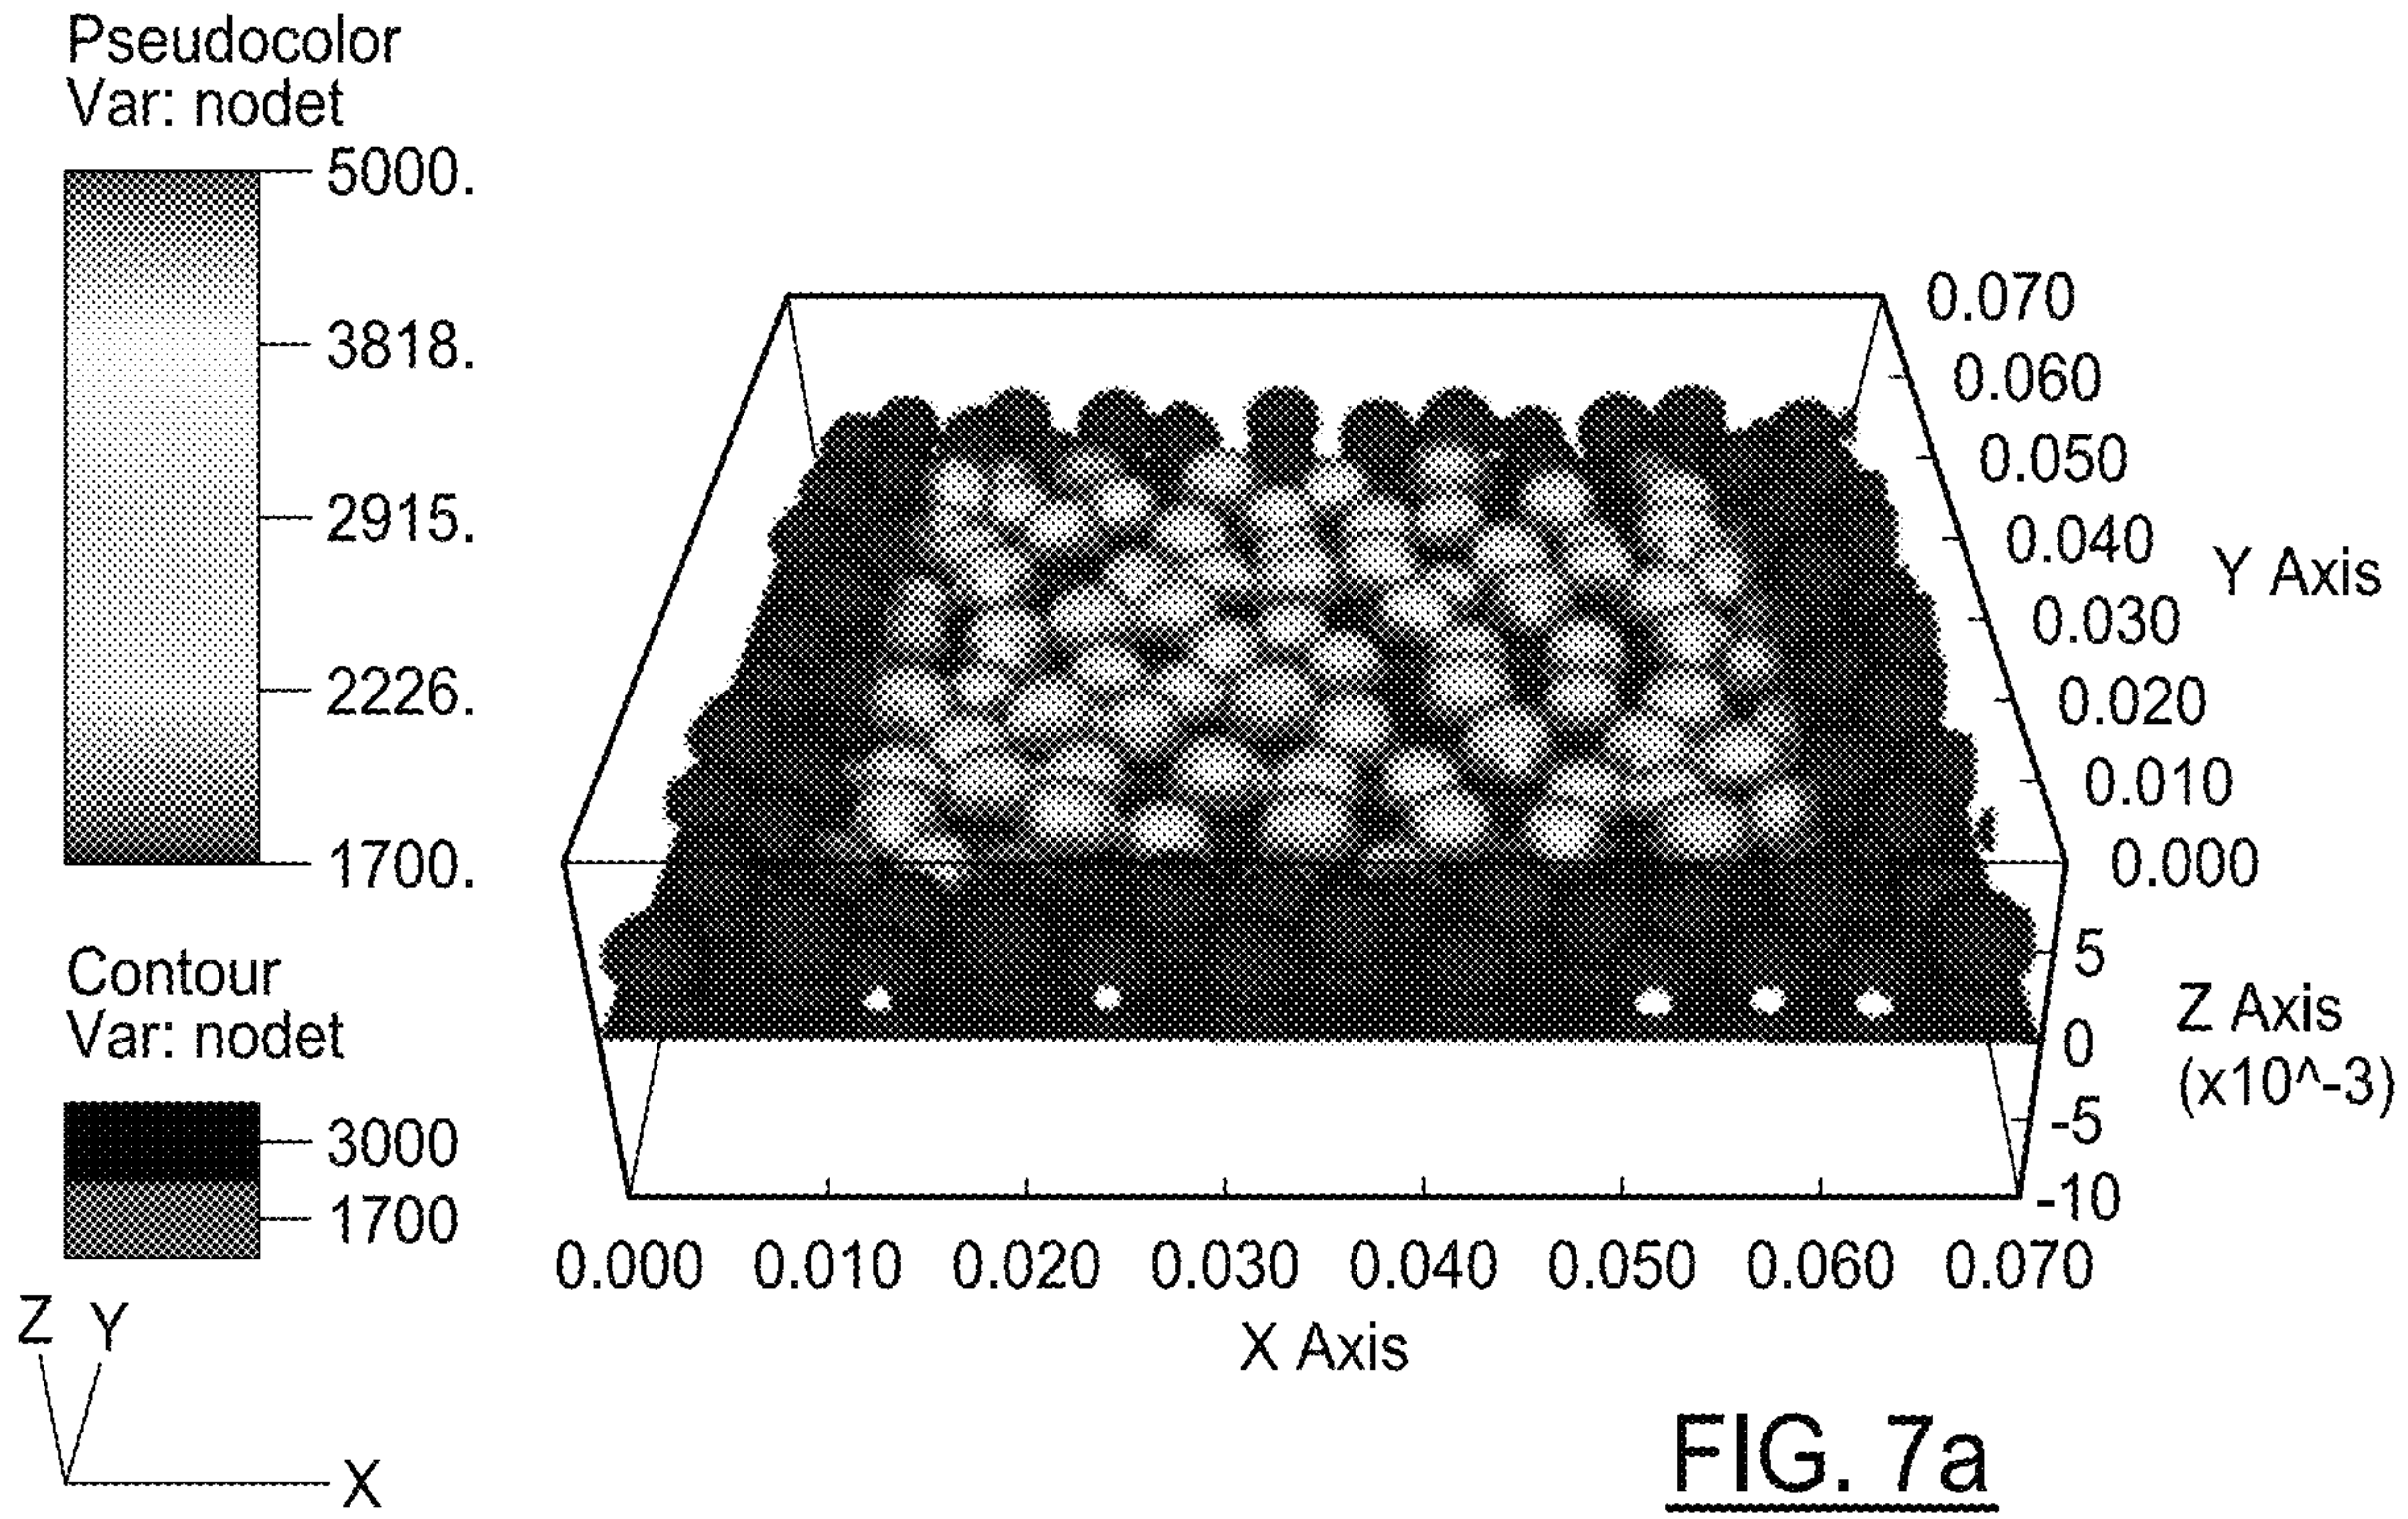 Pseudocolor
Var: nodet
5000.
3818.
2915.
2226.
1700.
Contour
Var: nodet
3000
1700
Z Y
X
0.070
0.060
0.050
0.040
0.030
0.020
0.010
0.000
Y Axis
5
0
-5
-10
Z Axis
(x10^-3)
0.000 0.010 0.020 0.030 0.040 0.050 0.060 0.070
X Axis
FIG. 7a